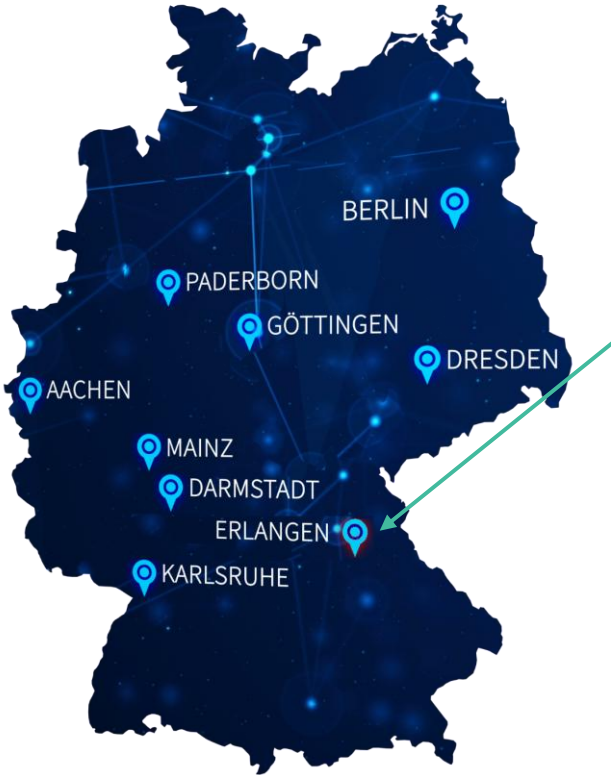 BERLIN
PADERBORN
GÖTTINGEN
DRESDEN
AACHEN
MAINZ
DARMSTADT
ERLANGEN
KARLSRUHE